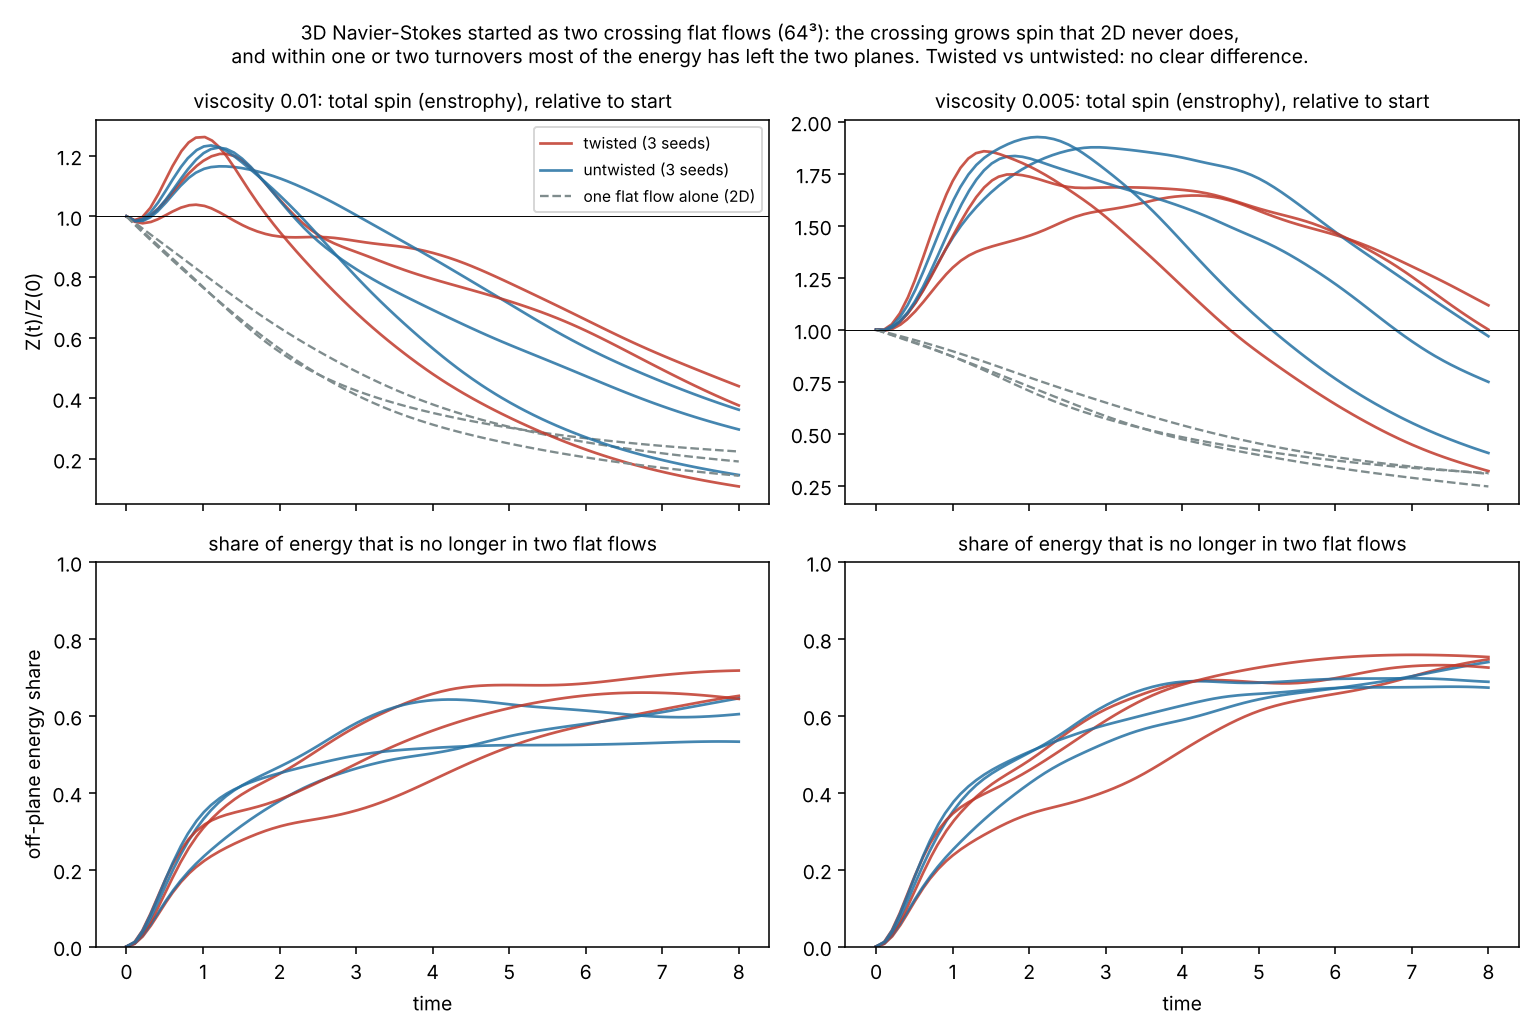 3D Navier-Stokes started as two crossing flat flows (64³): the crossing grows spin that 2D never does,
and within one or two turnovers most of the energy has left the two planes. Twisted vs untwisted: no clear difference.
viscosity 0.01: total spin (enstrophy), relative to start
Z(t)/Z(0)
1.2
1.0
0.8
0.6
0.4
0.2
twisted (3 seeds)
untwisted (3 seeds)
one flat flow alone (2D)
viscosity 0.005: total spin (enstrophy), relative to start
2.00
1.75
1.50
1.25
1.00
0.75
0.50
0.25
share of energy that is no longer in two flat flows
off-plane energy share
1.0
0.8
0.6
0.4
0.2
0.0
0 1 2 3 4 5 6 7 8
time
share of energy that is no longer in two flat flows
1.0
0.8
0.6
0.4
0.2
0.0
0 1 2 3 4 5 6 7 8
time